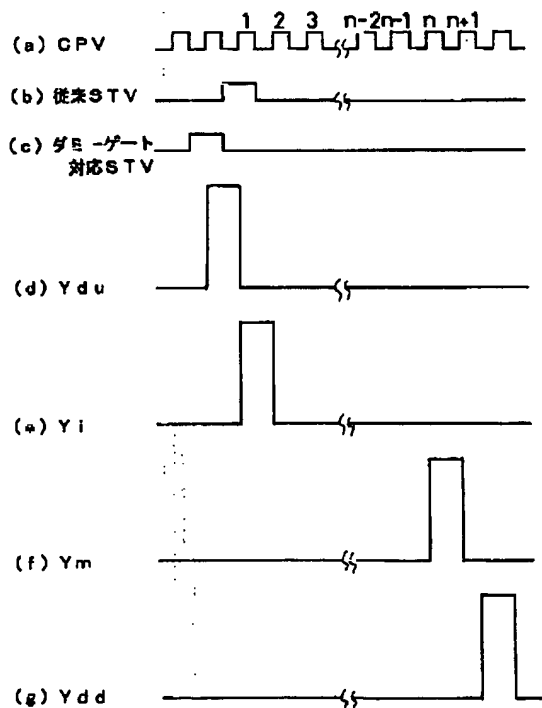 1 2 3 n-2 n-1 n n+1
(a) CPV
(b) 従来STV
(c) ダミーゲート
対応STV
(d) Ydu
(e) Yi
(f) Ym
(g) Ydd